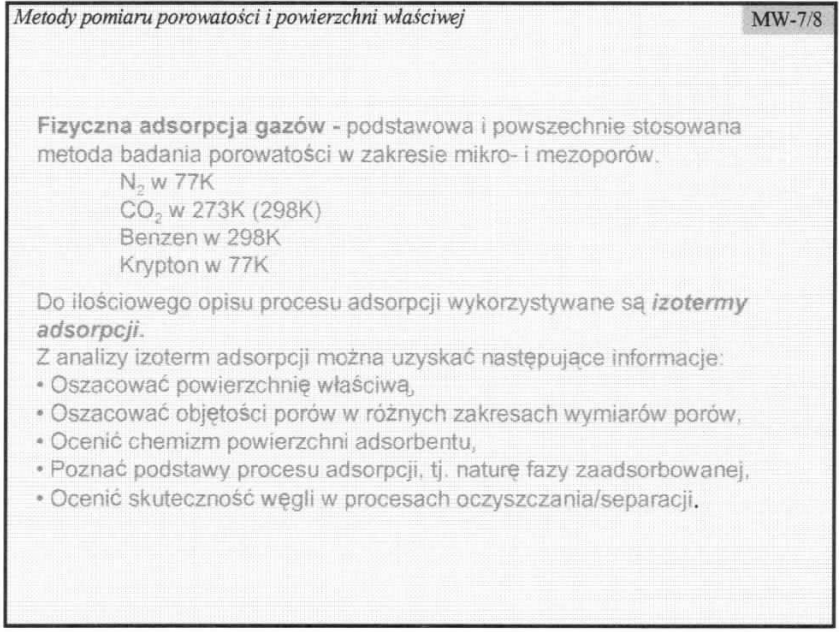 Metody pomiaru porowatości i powierzchni właściwej
MW-7/8
Fizyczna adsorpcja gazów - podstawowa i powszechnie stosowana
metoda badania porowatości w zakresie mikro- i mezoporów.
N₂ w 77K
CO₂ w 273K (298K)
Benzen w 298K
Krypton w 77K
Do ilościowego opisu procesu adsorpcji wykorzystywane są izotermy
adsorpcji.
Z analizy izoterm adsorpcji można uzyskać następujące informacje:
• Oszacować powierzchnię właściwą,
• Oszacować objętości porów w różnych zakresach wymiarów porów,
• Ocenić chemizm powierzchni adsorbentu,
• Poznać podstawy procesu adsorpcji, tj. naturę fazy zaadsorbowanej,
• Ocenić skuteczność węgli w procesach oczyszczania/separacji.